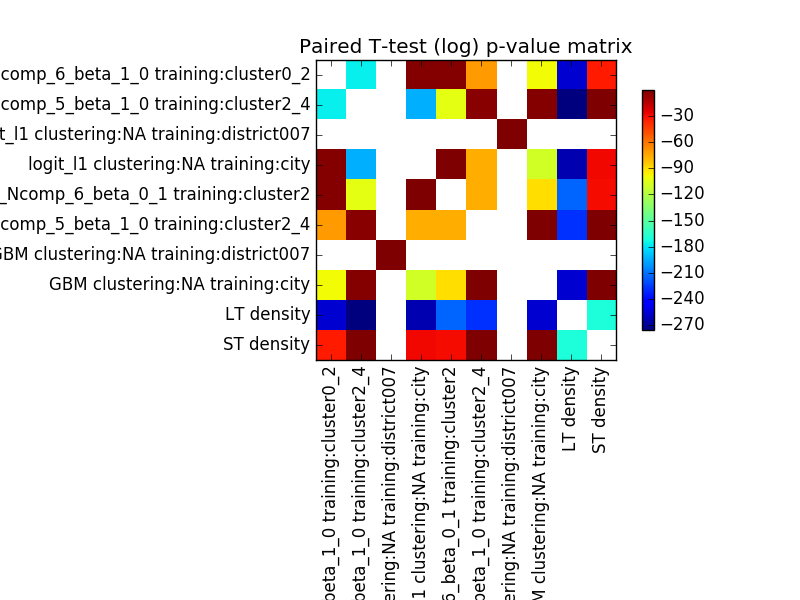 Paired T-test (log) p-value matrix
comp_6_beta_1_0 training:cluster0_2
comp_5_beta_1_0 training:cluster2_4
t_l1 clustering:NA training:district007
logit_l1 clustering:NA training:city
_Ncomp_6_beta_0_1 training:cluster2
comp_5_beta_1_0 training:cluster2_4
GBM clustering:NA training:district007
GBM clustering:NA training:city
LT density
ST density
−30
−60
−90
−120
−150
−180
−210
−240
−270
beta_1_0 training:cluster0_2
beta_1_0 training:cluster2_4
ering:NA training:district007
1 clustering:NA training:city
6_beta_0_1 training:cluster2
beta_1_0 training:cluster2_4
ering:NA training:district007
M clustering:NA training:city
LT density
ST density